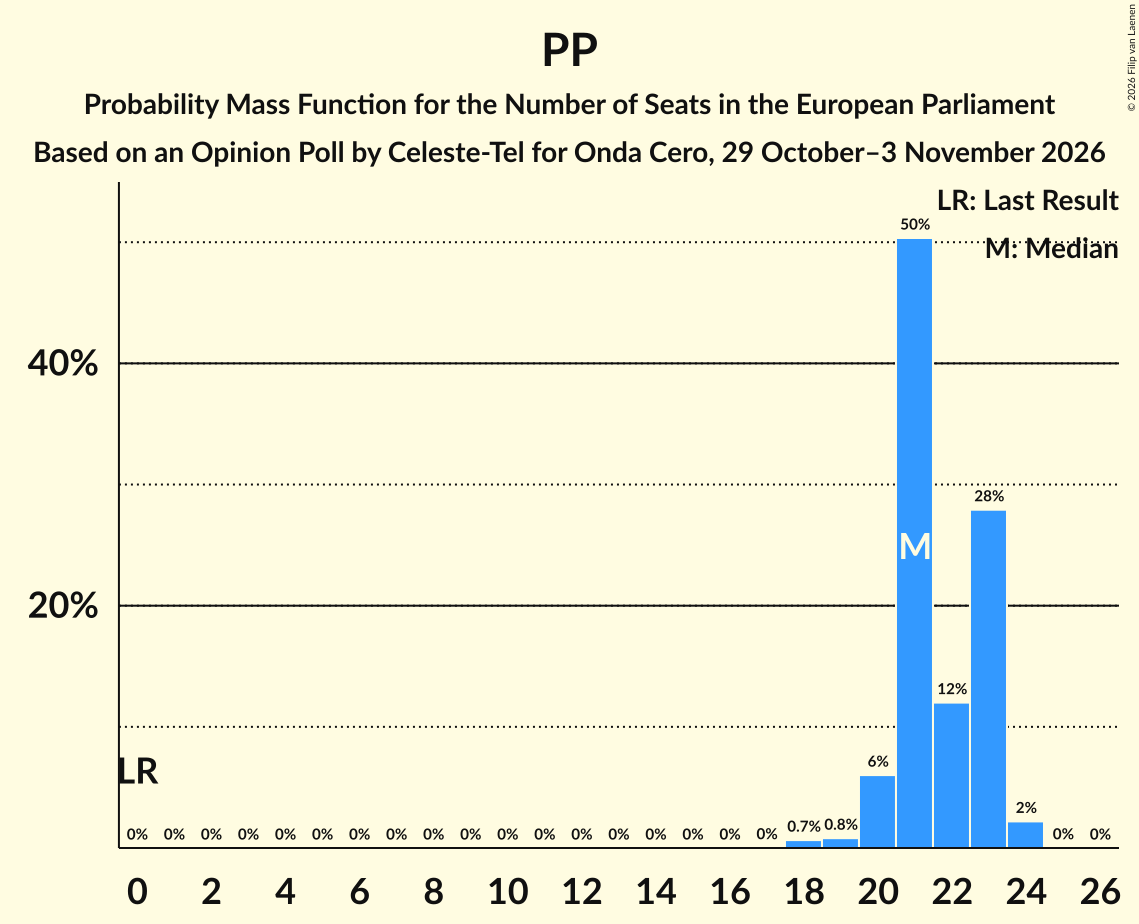 PP
Probability Mass Function for the Number of Seats in the European Parliament
Based on an Opinion Poll by Celeste-Tel for Onda Cero, 29 October–3 November 2026
© 2026 Filip van Laenen
LR: Last Result
M: Median
50%
40%
28%
M
20%
12%
6%
LR
2%
0% 0% 0% 0% 0% 0% 0% 0% 0% 0% 0% 0% 0% 0% 0% 0% 0% 0% 0.7% 0.8% 0% 0%
0 2 4 6 8 10 12 14 16 18 20 22 24 26